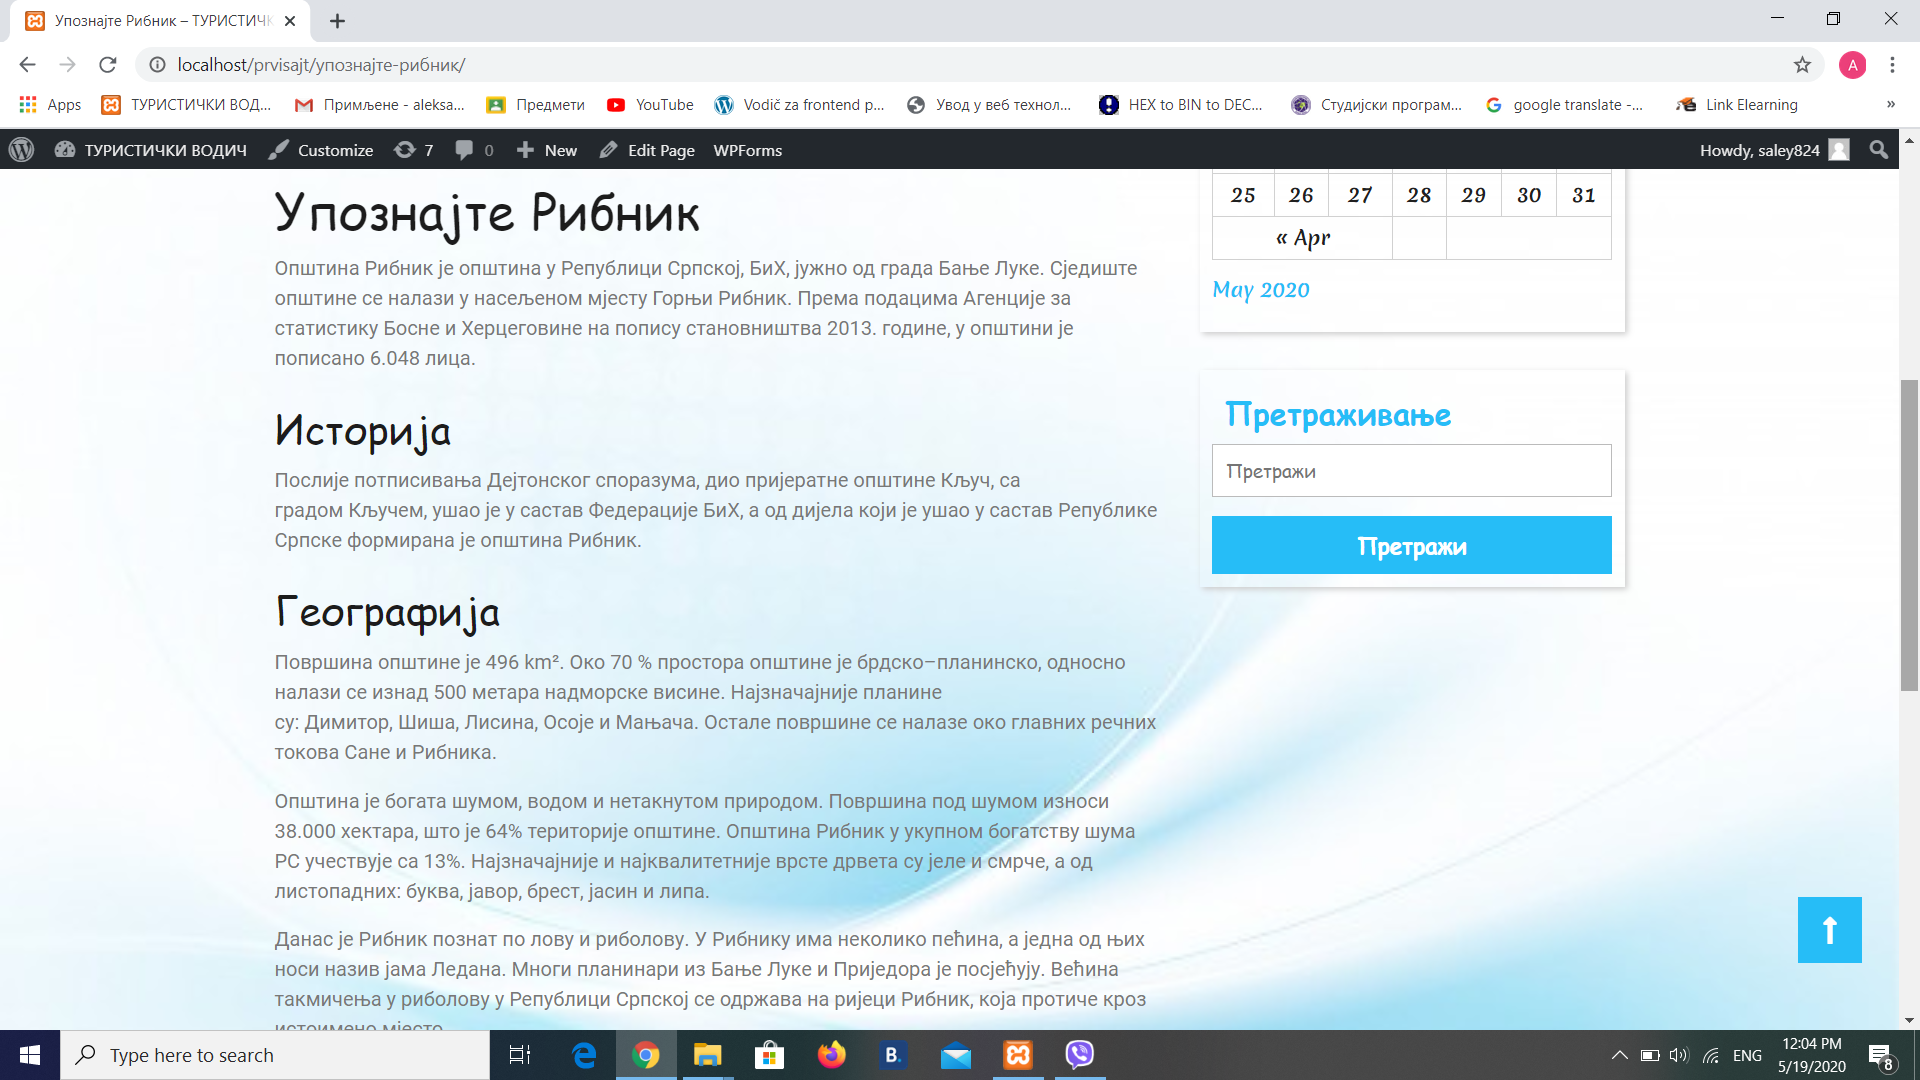 Упознајте Рибник – ТУРИСТИЧК
localhost/prvisajt/упознајте-рибник/
A
Apps
ТУРИСТИЧКИ ВОД...
Примљене - aleksa...
Предмети
YouTube
Vodič za frontend p...
Увод у веб технол...
HEX to BIN to DEC...
Студијски програм...
google translate -...
Link Elearning
»
ТУРИСТИЧКИ ВОДИЧ
Customize
7
0
New
Edit Page
WPForms
Howdy, saley824
Упознајте Рибник
Општина Рибник је општина у Републици Српској, БиХ, јужно од града Бање Луке. Сједиште
општине се налази у насељеном мјесту Горњи Рибник. Према подацима Агенције за
статистику Босне и Херцеговине на попису становништва 2013. године, у општини је
пописано 6.048 лица.
Историја
Послије потписивања Дејтонског споразума, дио пријератне општине Кључ, са
градом Кључем, ушао је у састав Федерације БиХ, а од дијела који је ушао у састав Републике
Српске формирана је општина Рибник.
Географија
Површина општине је 496 km². Око 70 % простора општине је брдско–планинско, односно
налази се изнад 500 метара надморске висине. Најзначајније планине
су: Димитор, Шиша, Лисина, Осоје и Мањача. Остале површине се налазе око главних речних
токова Сане и Рибника.
Општина је богата шумом, водом и нетакнутом природом. Површина под шумом износи
38.000 хектара, што је 64% територије општине. Општина Рибник у укупном богатству шума
РС учествује са 13%. Најзначајније и најквалитетније врсте дрвета су јеле и смрче, а од
листопадних: буква, јавор, брест, јасин и липа.
Данас је Рибник познат по лову и риболову. У Рибнику има неколико пећина, а једна од њих
носи назив јама Ледана. Многи планинари из Бање Луке и Приједора је посјећују. Већина
такмичења у риболову у Републици Српској се одржава на ријеци Рибник, која протиче кроз
истоимено мјесто
25 26 27 28 29 30 31
« Apr
May 2020
Претраживање
Претражи
Претражи
Type here to search
B.
ENG
12:04 PM
5/19/2020
8